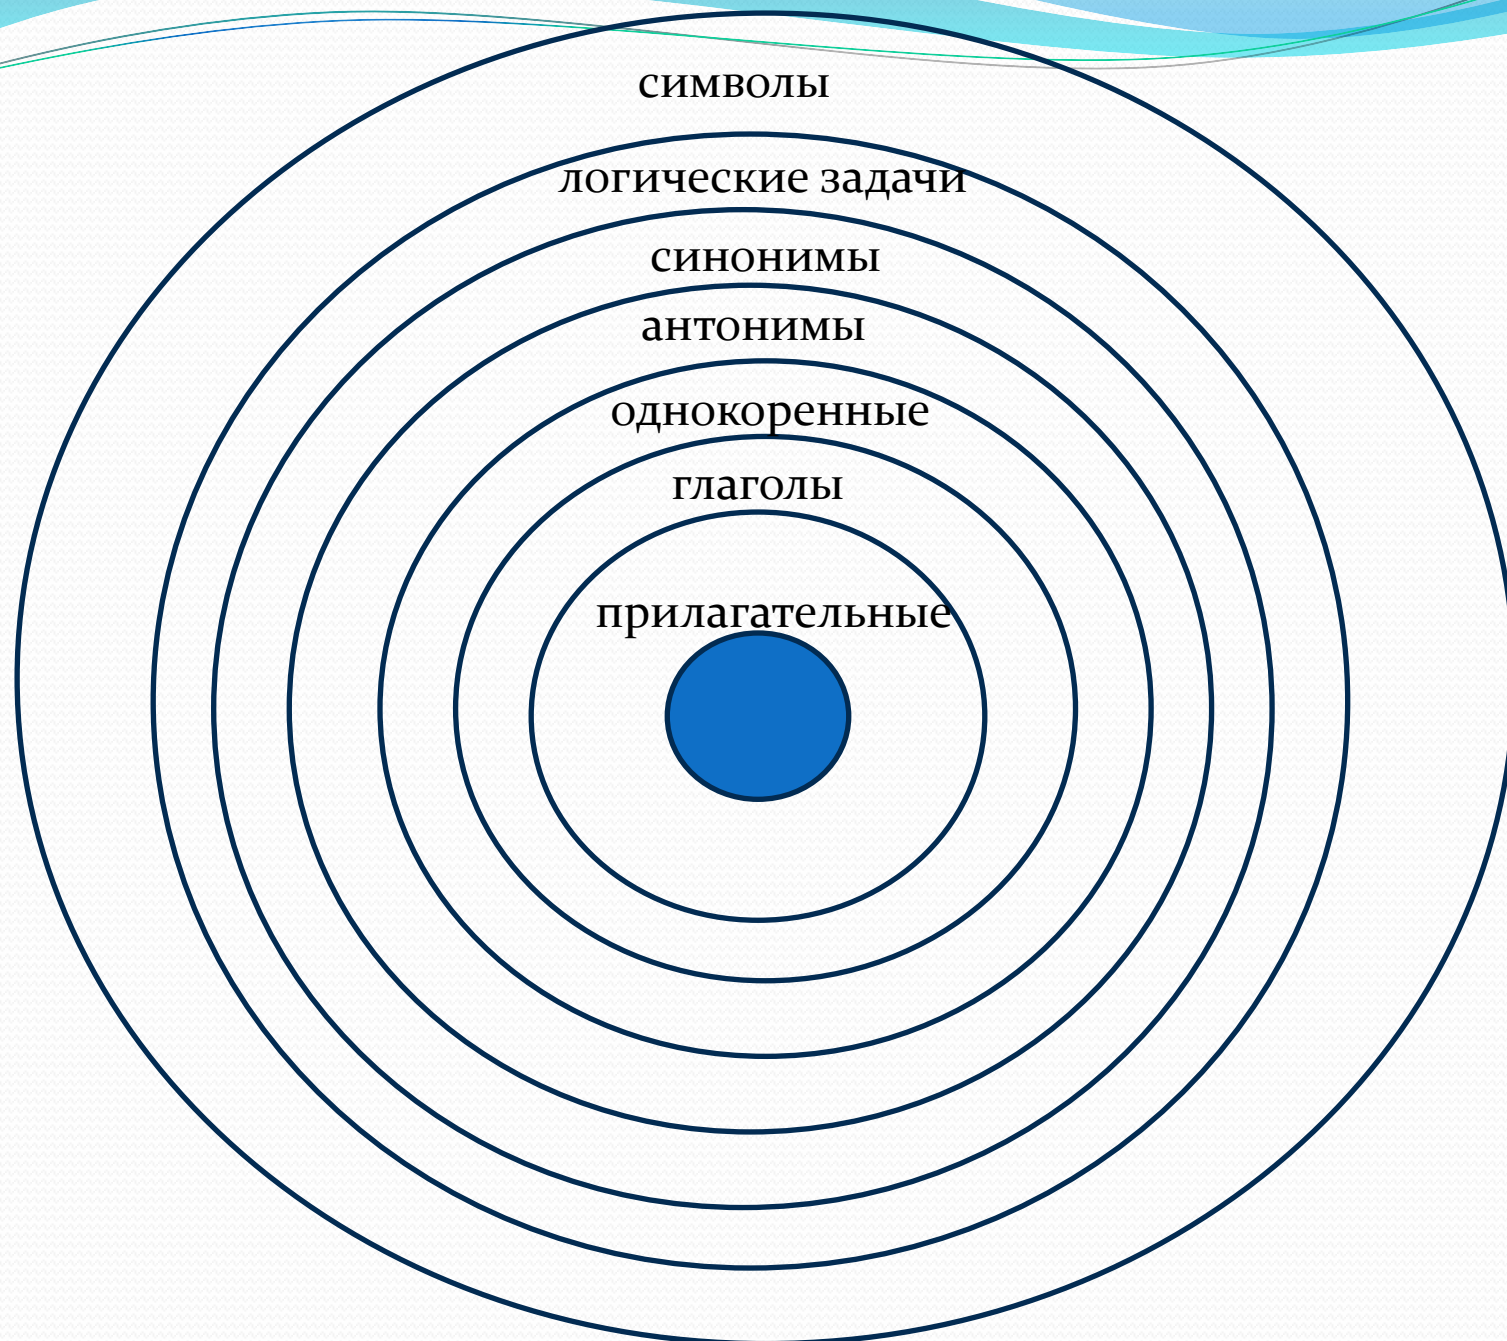 символы
логические задачи
синонимы
антонимы
однокоренные
глаголы
прилагательные